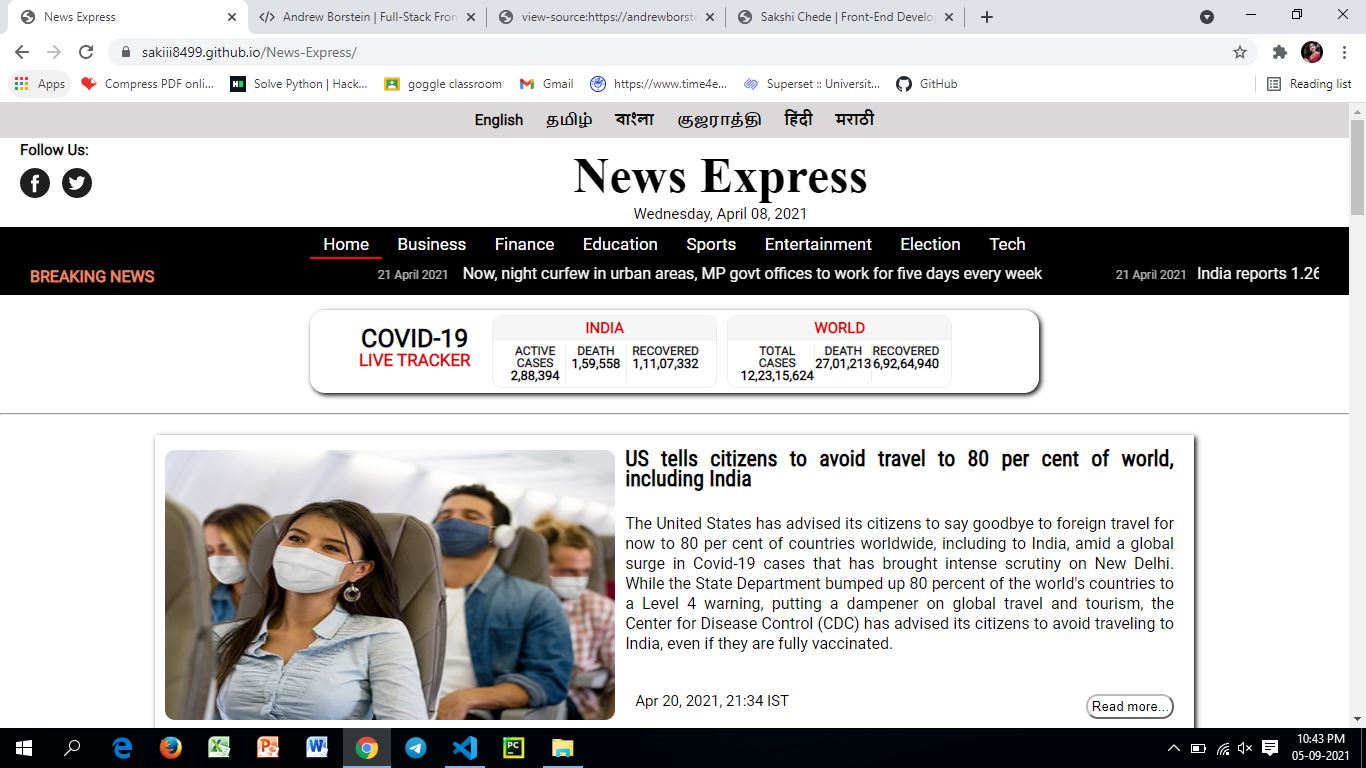 News Express
Andrew Borstein | Full-Stack Fron
view-source:https://andrewborste
Sakshi Chede | Front-End Develop
sakiii8499.github.io/News-Express/
Apps
Compress PDF onli...
Solve Python | Hack...
goggle classroom
Gmail
https://www.time4e...
Superset :: Universit...
GitHub
Reading list
English தமிழ் বাংলা குஜராத்தி हिंदी मराठी
Follow Us:
News Express
Wednesday, April 08, 2021
Home Business Finance Education Sports Entertainment Election Tech
BREAKING NEWS
21 April 2021 Now, night curfew in urban areas, MP govt offices to work for five days every week
21 April 2021 India reports 1.26
COVID-19
LIVE TRACKER
INDIA
ACTIVE CASES
2,88,394
DEATH
1,59,558
RECOVERED
1,11,07,332
WORLD
TOTAL CASES
12,23,15,624
DEATH
27,01,213
RECOVERED
6,92,64,940
US tells citizens to avoid travel to 80 per cent of world,
including India
The United States has advised its citizens to say goodbye to foreign travel for
now to 80 per cent of countries worldwide, including to India, amid a global
surge in Covid-19 cases that has brought intense scrutiny on New Delhi.
While the State Department bumped up 80 percent of the world's countries to
a Level 4 warning, putting a dampener on global travel and tourism, the
Center for Disease Control (CDC) has advised its citizens to avoid traveling to
India, even if they are fully vaccinated.
Apr 20, 2021, 21:34 IST
Read more...
10:43 PM
05-09-2021